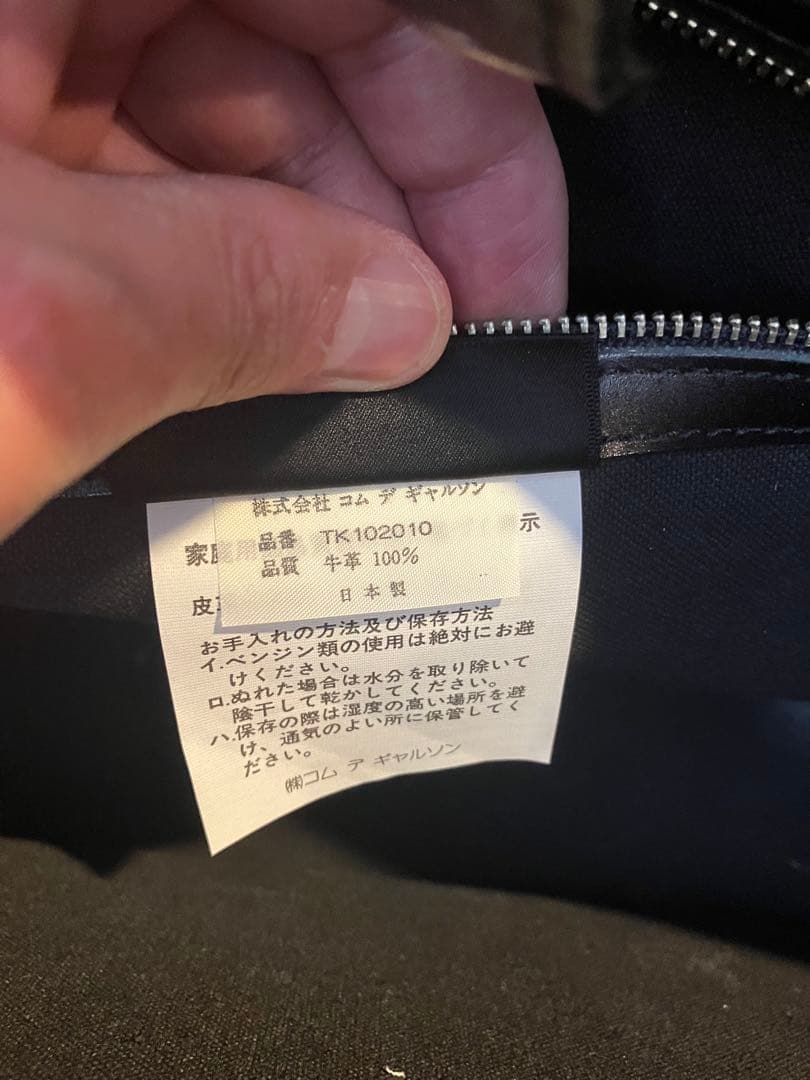 株式会社 コム デ ギャルソン
品番 TK102010
品質 牛革 100%
日本製
家庭用
示
皮
お手入れの方法及び保存方法
イ.ベンジン類の使用は絶対にお避
けください。
ロ.ぬれた場合は水分を取り除いて
陰干して乾かしてください。
ハ.保存の際は湿度の高い場所を避
け、通気のよい所に保管してく
ださい。
㈱コム デ ギャルソン